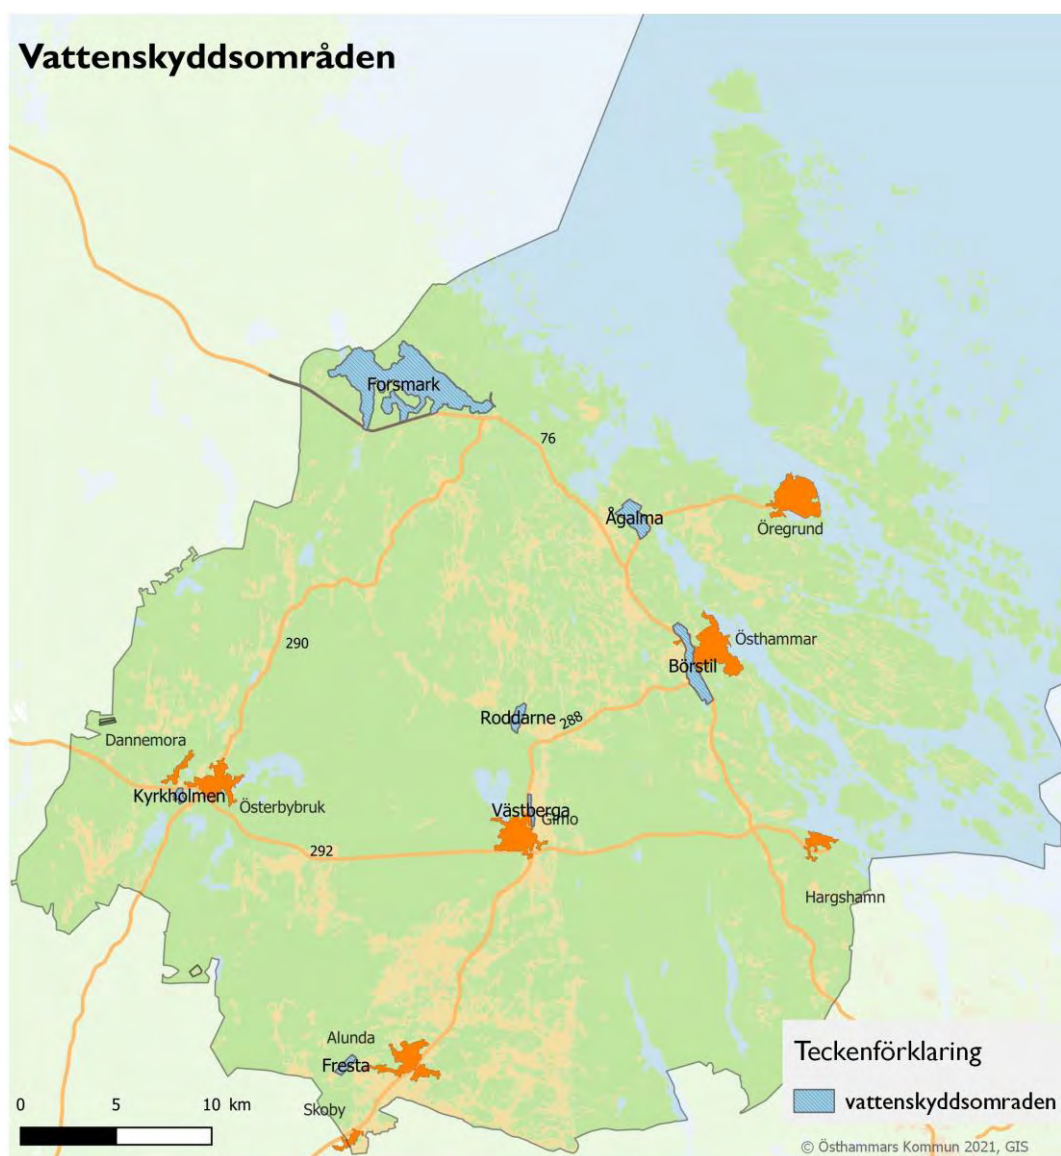 Vattenskyddsområden
Forsmark
76
Ågalma
Öregrund
290
Östhammar
Börstil
Roddarne
288
Dannemora
Kyrkholmen
Österbybruk
Västberga
Gimo
292
Hargshamn
Alunda
Fresta
Skoby
0 5 10 km
Teckenförklaring
vattenskyddsomraden
© Östhammars Kommun 2021, GIS